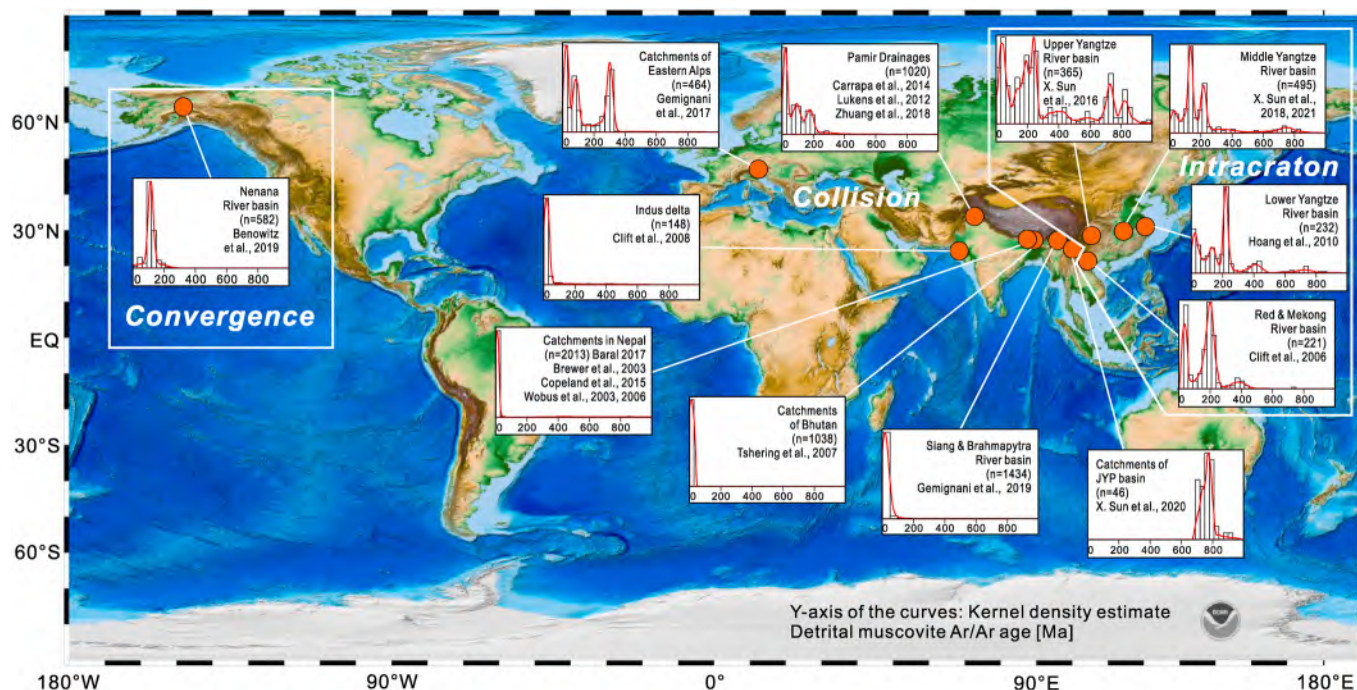 Catchments of
Eastern Alps
(n=464)
Gemignani
et al., 2017
0 200 400 600 800
Pamir Drainages
(n=1020)
Carrapa et al., 2014
Lukens et al., 2012
Zhuang et al., 2018
0 200 400 600 800
Upper Yangtze
River basin
(n=365)
X. Sun
et al., 2016
0 200 400 600 800
Middle Yangtze
River basin
(n=495)
X. Sun et al.,
2018, 2021
0 200 400 600 800
Intracraton
Collision
Nenana
River basin
(n=582)
Benowitz
et al., 2019
0 200 400 600 800
Convergence
Indus delta
(n=148)
Clift et al., 2008
0 200 400 600 800
Lower Yangtze
River basin
(n=232)
Hoang et al., 2010
0 200 400 600 800
Red & Mekong
River basin
(n=221)
Clift et al., 2006
0 200 400 600 800
Catchments in Nepal
(n=2013) Baral 2017
Brewer et al., 2003
Copeland et al., 2015
Wobus et al., 2003, 2006
0 200 400 600 800
Catchments
of Bhutan
(n=1038)
Tshering et al., 2007
0 200 400 600 800
Siang & Brahmapytra
River basin
(n=1434)
Gemignani et al., 2019
0 200 400 600 800
Catchments of
JYP basin
(n=46)
X. Sun et al., 2020
0 200 400 600 800
Y-axis of the curves: Kernel density estimate
Detrital muscovite Ar/Ar age [Ma]
60°N
30°N
EQ
30°S
60°S
180°W 90°W 0° 90°E 180°E